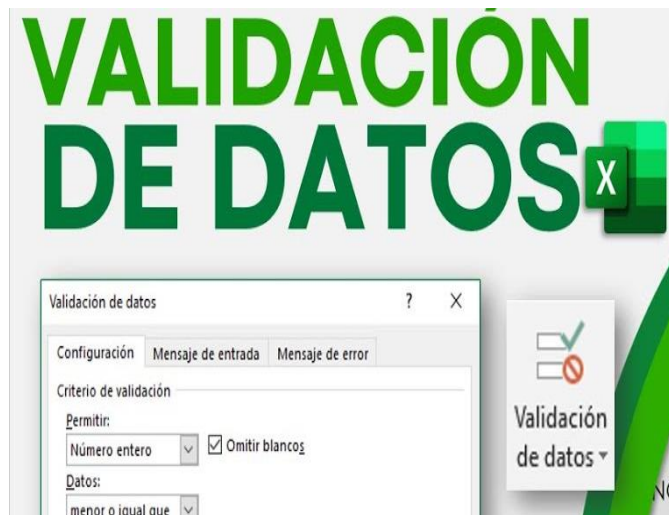 VALIDACIÓN
DE DATOS
X
Validación de datos ? X
Configuración Mensaje de entrada Mensaje de error
Criterio de validación
Permitir:
Número entero Omitir blancos
Datos:
menor o igual que
Validación
de datos